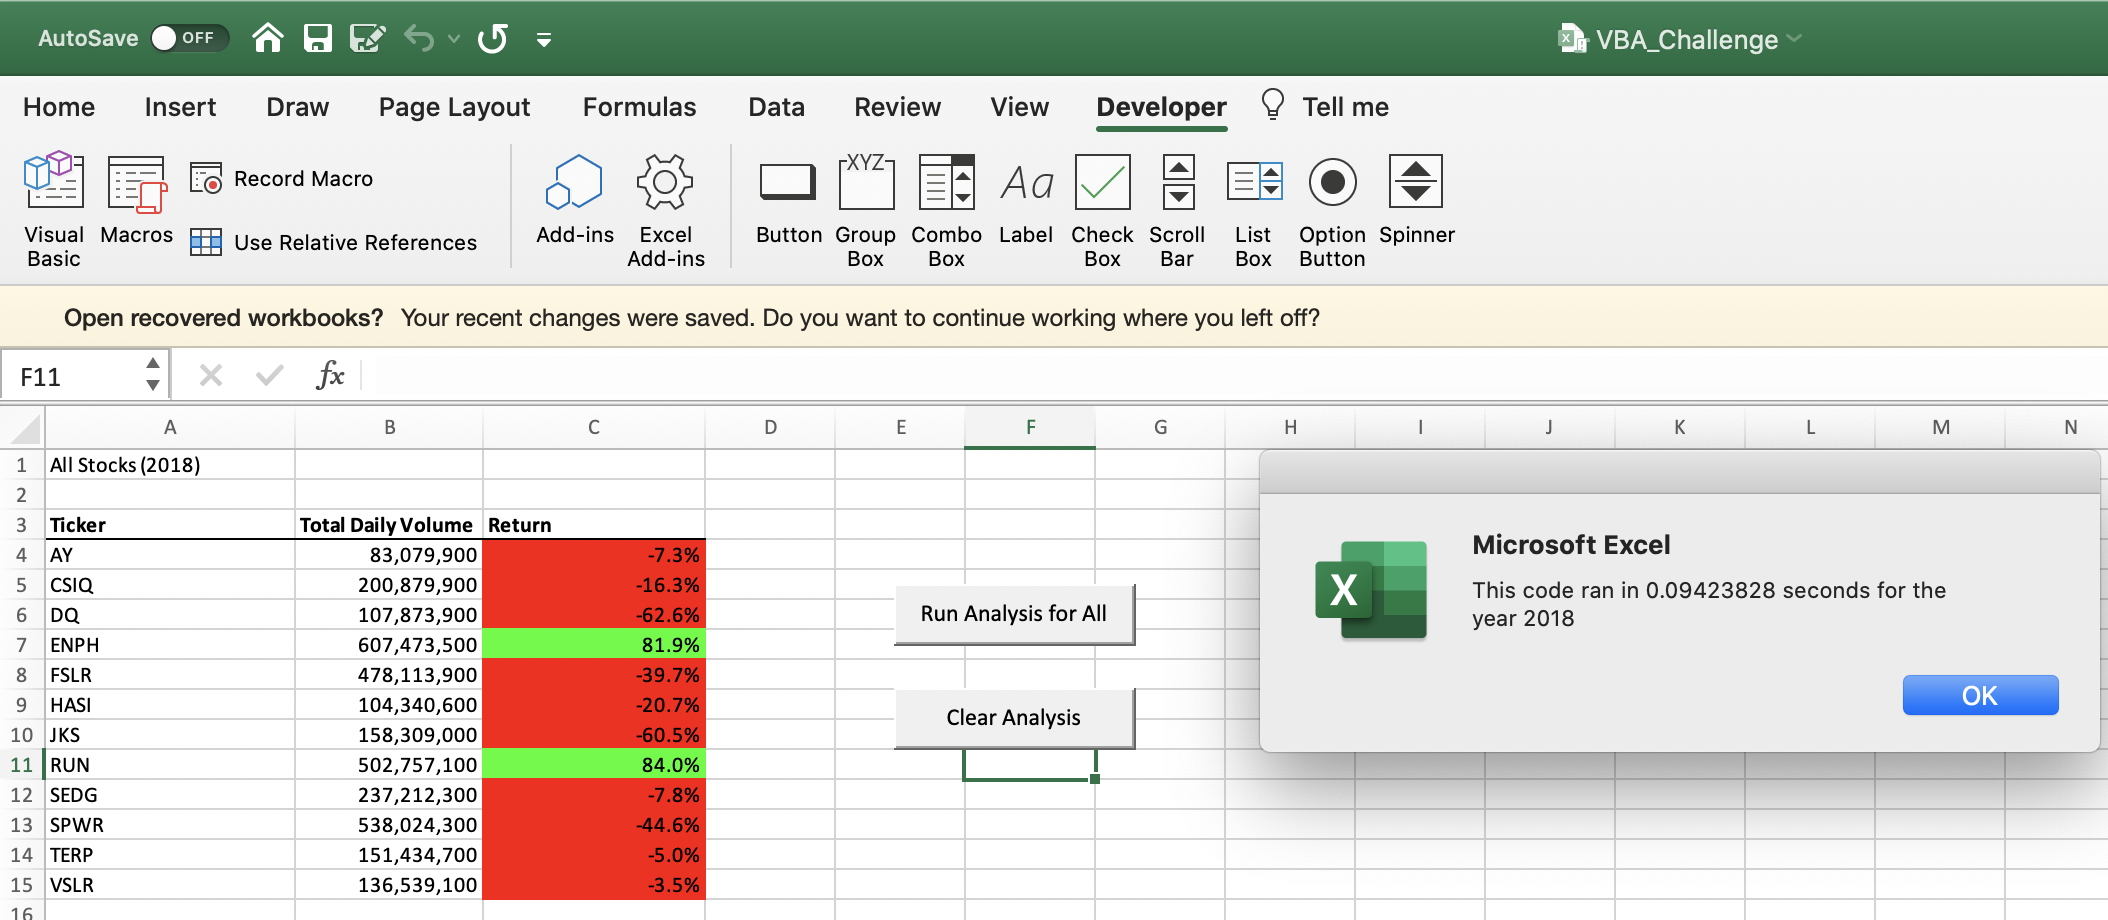 AutoSave OFF VBA_Challenge
Home Insert Draw Page Layout Formulas Data Review View Developer Tell me
Visual Basic Macros Record Macro Use Relative References Add-ins Excel Add-ins Button Group Box Combo Box Label Check Box Scroll Bar List Box Option Button Spinner
XYZ Aa
Open recovered workbooks? Your recent changes were saved. Do you want to continue working where you left off?
F11 fx
A B C D E F G H I J K L M N
1 All Stocks (2018)
2
3 Ticker Total Daily Volume Return
4 AY 83,079,900 -7.3%
5 CSIQ 200,879,900 -16.3%
6 DQ 107,873,900 -62.6%
7 ENPH 607,473,500 81.9%
8 FSLR 478,113,900 -39.7%
9 HASI 104,340,600 -20.7%
10 JKS 158,309,000 -60.5%
11 RUN 502,757,100 84.0%
12 SEDG 237,212,300 -7.8%
13 SPWR 538,024,300 -44.6%
14 TERP 151,434,700 -5.0%
15 VSLR 136,539,100 -3.5%
16
Run Analysis for All
Clear Analysis
X
Microsoft Excel
This code ran in 0.09423828 seconds for the
year 2018
OK